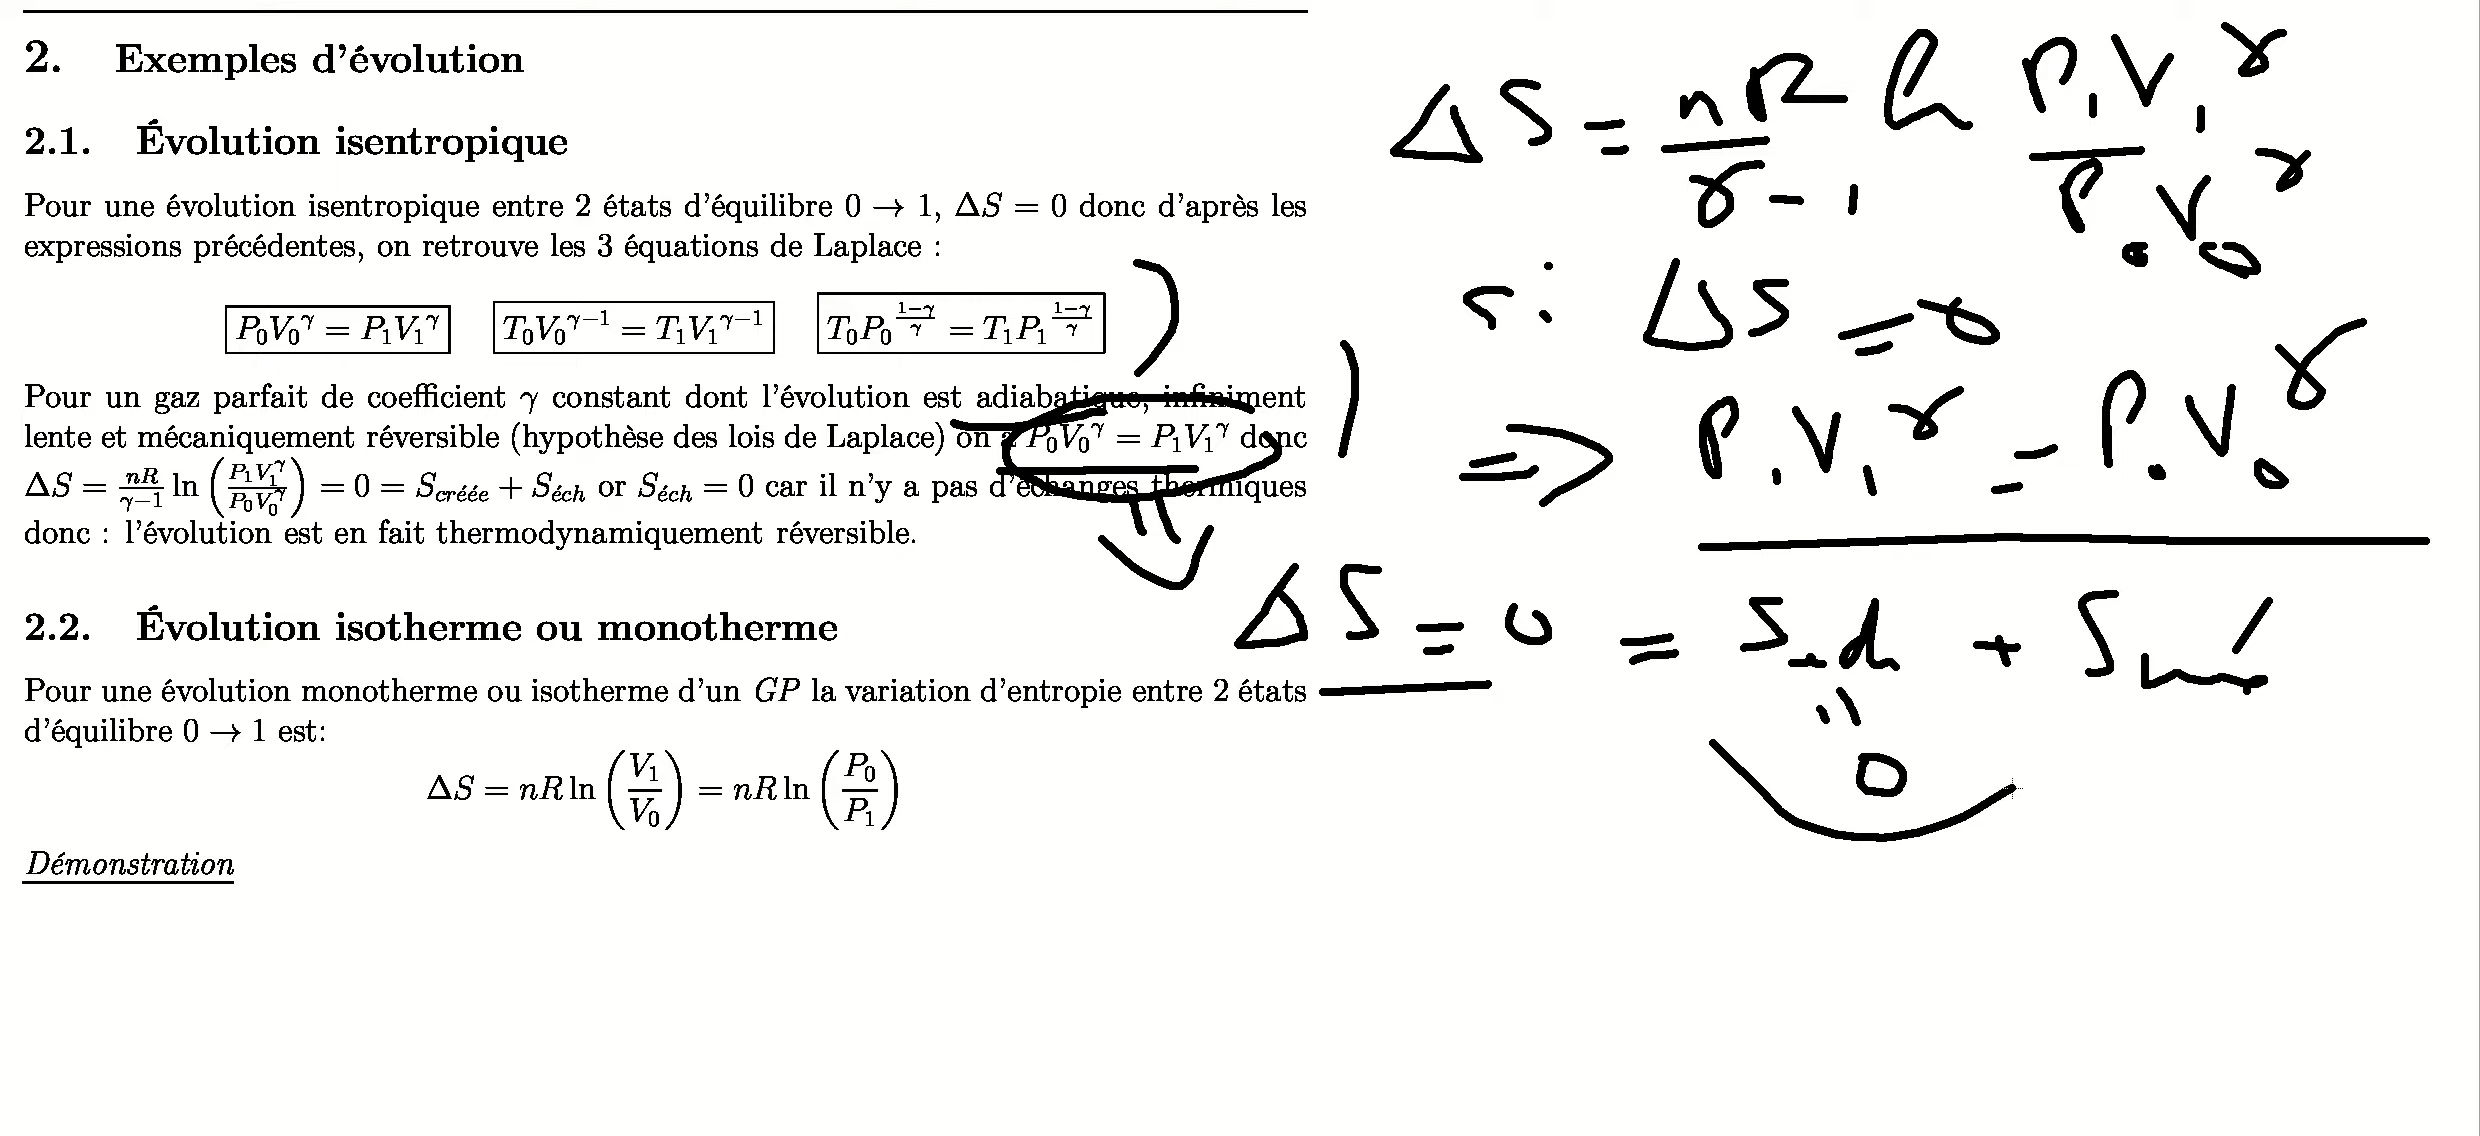 2. Exemples d'évolution
2.1. Évolution isentropique
Pour une évolution isentropique entre 2 états d'équilibre 0 → 1, ΔS = 0 donc d'après les
expressions précédentes, on retrouve les 3 équations de Laplace :
P₀V₀^γ = P₁V₁^γ    T₀V₀^{γ−1} = T₁V₁^{γ−1}    T₀P₀^{(1−γ)/γ} = T₁P₁^{(1−γ)/γ}
Pour un gaz parfait de coefficient γ constant dont l'évolution est adiabatique, infiniment
lente et mécaniquement réversible (hypothèse des lois de Laplace) on a P₀V₀^γ = P₁V₁^γ donc
ΔS = nR/(γ−1) ln(P₁V₁^γ / P₀V₀^γ) = 0 = S_créée + S_éch or S_éch = 0 car il n'y a pas d'échanges thermiques
donc : l'évolution est en fait thermodynamiquement réversible.
2.2. Évolution isotherme ou monotherme
Pour une évolution monotherme ou isotherme d'un GP la variation d'entropie entre 2 états
d'équilibre 0 → 1 est:
ΔS = nR ln(V₁/V₀) = nR ln(P₀/P₁)
Démonstration
ΔS = nR/(γ−1) ln P₁V₁^γ / P₀V₀^γ
si ΔS = 0
⇒ P₁V₁^γ = P₀V₀^γ
ΔS = 0 = S_éch +
0